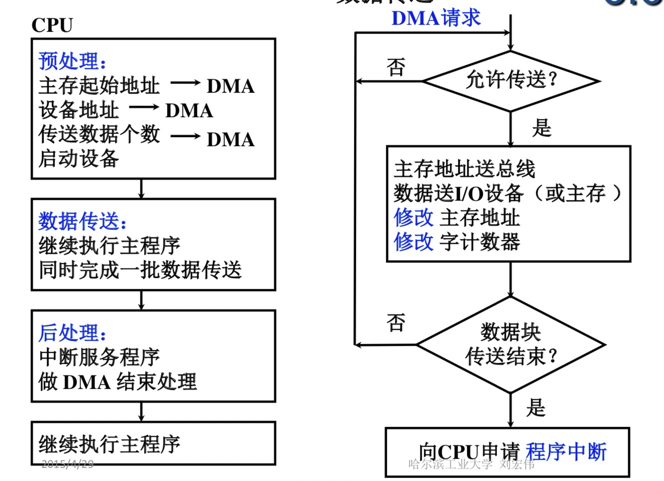 数据传送
CPU
预处理：
主存起始地址 → DMA
设备地址 → DMA
传送数据个数 → DMA
启动设备
数据传送：
继续执行主程序
同时完成一批数据传送
后处理：
中断服务程序
做 DMA 结束处理
继续执行主程序
2015/4/29
DMA请求
允许传送？
否
是
主存地址送总线
数据送I/O设备（或主存 ）
修改 主存地址
修改 字计数器
数据块
传送结束？
否
是
向CPU申请 程序中断
哈尔滨工业大学 刘宏伟